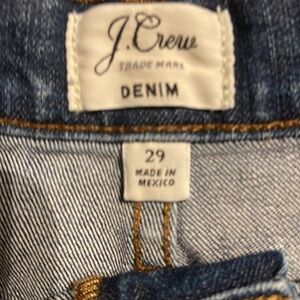 J.Crew
TRADE MARK
DENIM
29
MADE IN
MEXICO